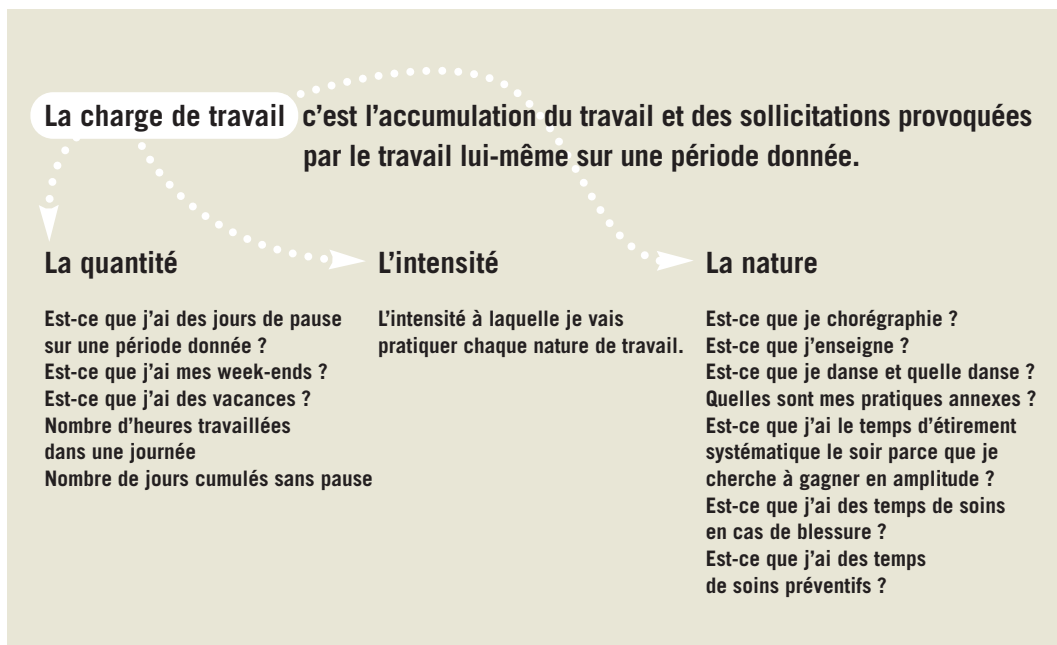 La charge de travail c’est l’accumulation du travail et des sollicitations provoquées
par le travail lui-même sur une période donnée.
La quantité
Est-ce que j’ai des jours de pause
sur une période donnée ?
Est-ce que j’ai mes week-ends ?
Est-ce que j’ai des vacances ?
Nombre d’heures travaillées
dans une journée
Nombre de jours cumulés sans pause
L’intensité
L’intensité à laquelle je vais
pratiquer chaque nature de travail.
La nature
Est-ce que je chorégraphie ?
Est-ce que j’enseigne ?
Est-ce que je danse et quelle danse ?
Quelles sont mes pratiques annexes ?
Est-ce que j’ai le temps d’étirement
systématique le soir parce que je
cherche à gagner en amplitude ?
Est-ce que j’ai des temps de soins
en cas de blessure ?
Est-ce que j’ai des temps
de soins préventifs ?